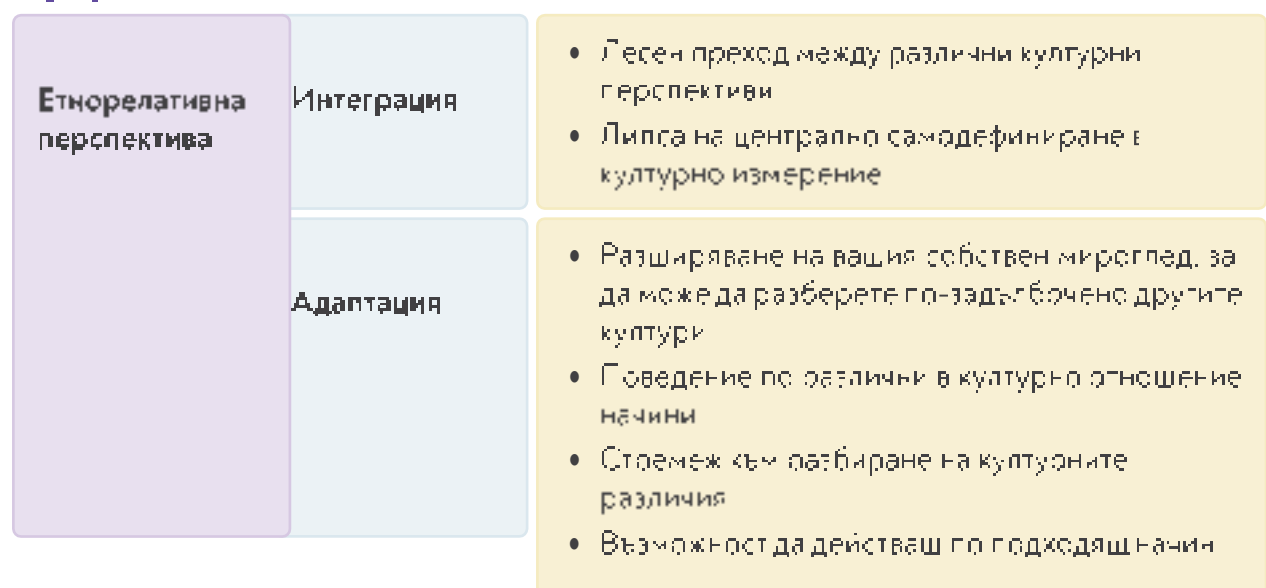 Етнорелативна
перспектива
Интеграция
• Лесен преход между различни културни
перспективи
• Липса на централно самодефиниране в
културно измерение
Адаптация
• Разширяване на вашия собствен мироглед, за
да може да разберете по-задълбочено другите
култури
• Поведение по различни в културно отношение
начини
• Стремеж към разбиране на културните
различия
• Възможност да действаш по подходящ начин